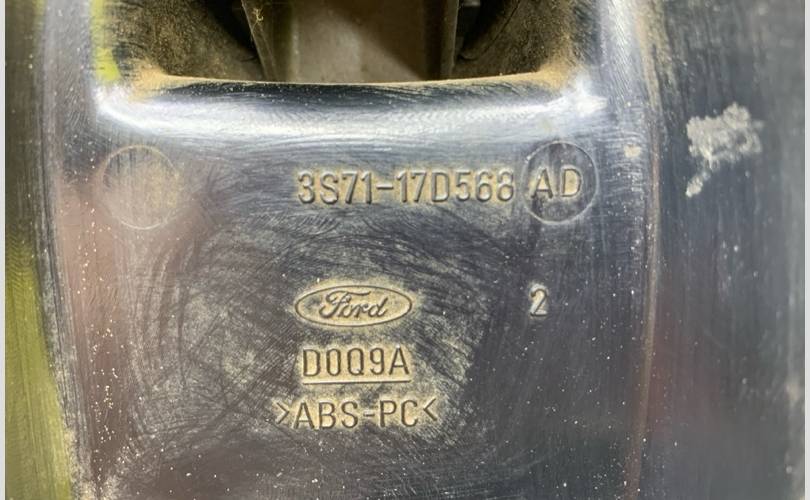 3S71-17D568 AD
Ford 2
D0Q9A
>ABS-PC<